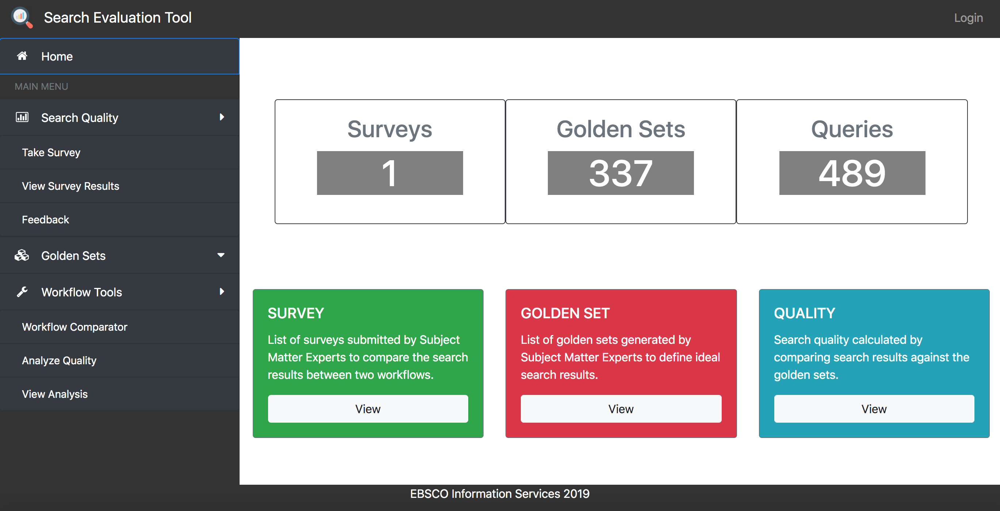 Search Evaluation Tool
Login
Home
MAIN MENU
Search Quality
Take Survey
View Survey Results
Feedback
Golden Sets
Workflow Tools
Workflow Comparator
Analyze Quality
View Analysis
Surveys
1
Golden Sets
337
Queries
489
SURVEY
List of surveys submitted by Subject
Matter Experts to compare the search
results between two workflows.
View
GOLDEN SET
List of golden sets generated by
Subject Matter Experts to define ideal
search results.
View
QUALITY
Search quality calculated by
comparing search results against the
golden sets.
View
EBSCO Information Services 2019